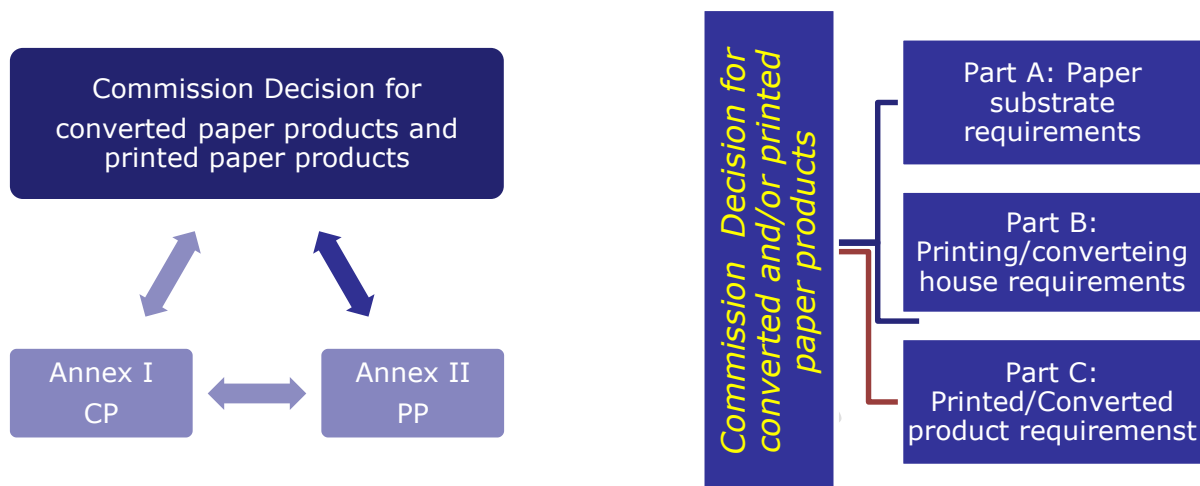 Commission Decision for
converted paper products and
printed paper products
Annex I
CP
Annex II
PP
Commission Decision for
converted and/or printed
paper products
Part A: Paper
substrate
requirements
Part B:
Printing/converteing
house requirements
Part C:
Printed/Converted
product requiremenst